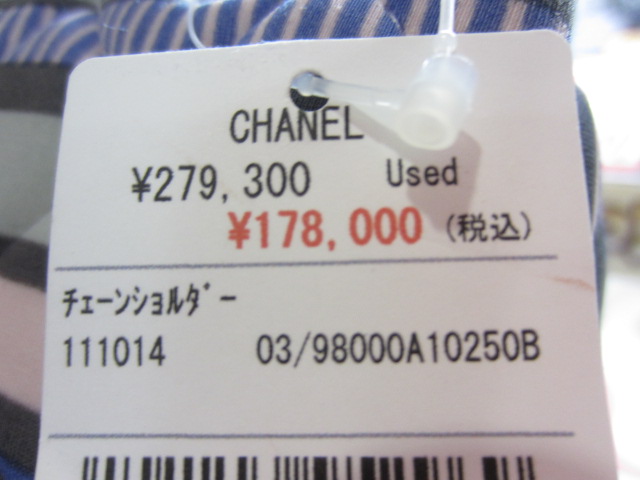 CHANEL
¥279,300 Used
¥178,000 (税込)
ﾁｪｰﾝｼｮﾙﾀﾞｰ
111014 03/98000A10250B